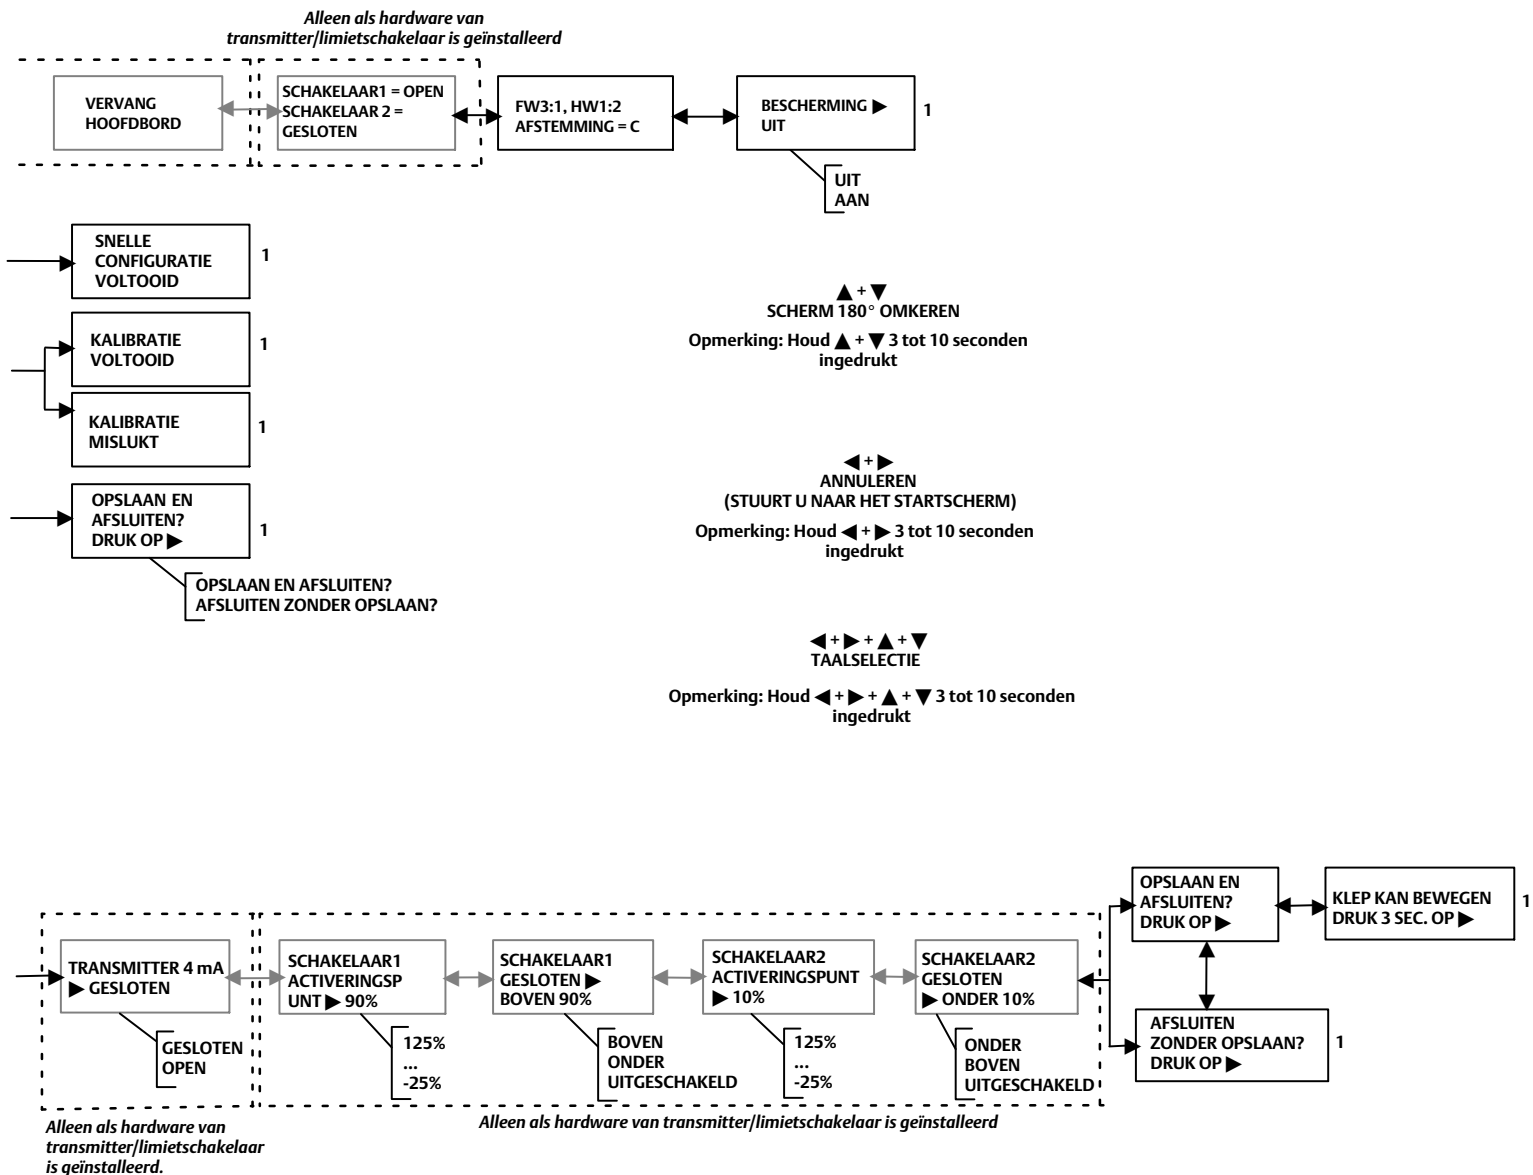 Alleen als hardware van
transmitter/limietschakelaar is geïnstalleerd
VERVANG
HOOFDBORD
SCHAKELAAR1 = OPEN
SCHAKELAAR 2 =
GESLOTEN
FW3:1, HW1:2
AFSTEMMING = C
BESCHERMING ▶
UIT
1
UIT
AAN
SNELLE
CONFIGURATIE
VOLTOOID
1
KALIBRATIE
VOLTOOID
1
KALIBRATIE
MISLUKT
1
OPSLAAN EN
AFSLUITEN?
DRUK OP ▶
1
OPSLAAN EN AFSLUITEN?
AFSLUITEN ZONDER OPSLAAN?
▲ + ▼
SCHERM 180° OMKEREN
Opmerking: Houd ▲ + ▼ 3 tot 10 seconden
ingedrukt
◀ + ▶
ANNULEREN
(STUURT U NAAR HET STARTSCHERM)
Opmerking: Houd ◀ + ▶ 3 tot 10 seconden
ingedrukt
◀ + ▶ + ▲ + ▼
TAALSELECTIE
Opmerking: Houd ◀ + ▶ + ▲ + ▼ 3 tot 10 seconden
ingedrukt
TRANSMITTER 4 mA
▶ GESLOTEN
GESLOTEN
OPEN
SCHAKELAAR1
ACTIVERINGSP
UNT ▶ 90%
125%
...
-25%
SCHAKELAAR1
GESLOTEN ▶
BOVEN 90%
BOVEN
ONDER
UITGESCHAKELD
SCHAKELAAR2
ACTIVERINGSPUNT
▶ 10%
125%
...
-25%
SCHAKELAAR2
GESLOTEN
▶ ONDER 10%
ONDER
BOVEN
UITGESCHAKELD
OPSLAAN EN
AFSLUITEN?
DRUK OP ▶
KLEP KAN BEWEGEN
DRUK 3 SEC. OP ▶
1
AFSLUITEN
ZONDER OPSLAAN?
DRUK OP ▶
1
Alleen als hardware van
transmitter/limietschakelaar
is geïnstalleerd.
Alleen als hardware van transmitter/limietschakelaar is geïnstalleerd